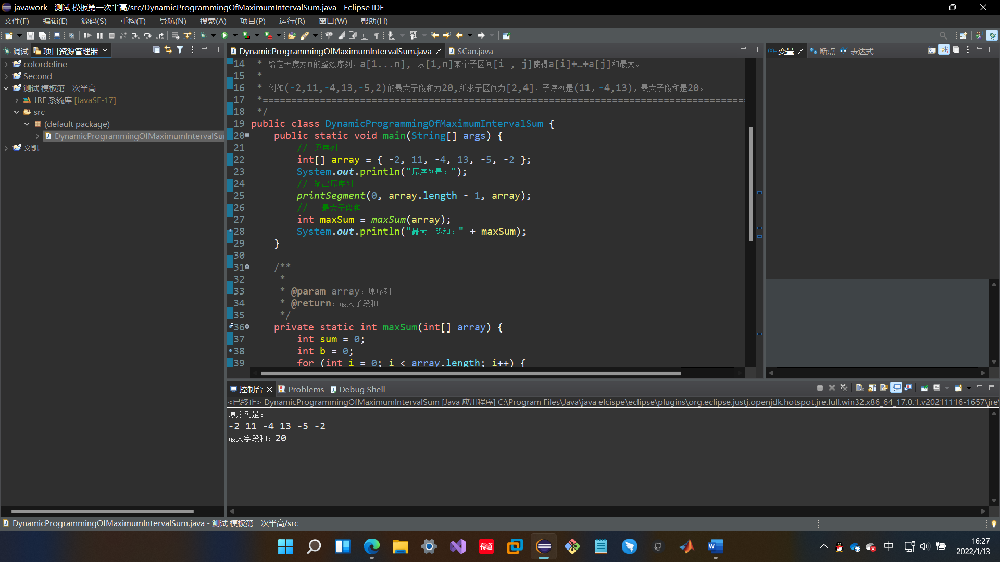 javawork - 测试 模板第一次半高/src/DynamicProgrammingOfMaximumIntervalSum.java - Eclipse IDE
文件(F) 编辑(E) 源码(S) 重构(T) 导航(N) 搜索(A) 项目(P) 运行(R) 窗口(W) 帮助(H)
调试 项目资源管理器
colordefine
Second
测试 模板第一次半高
JRE 系统库 [JavaSE-17]
src
(default package)
DynamicProgrammingOfMaximumIntervalSu
文凯
DynamicProgrammingOfMaximumIntervalSum.java SCan.java
14 * 给定长度为n的整数序列，a[1...n], 求[1,n]某个子区间[i , j]使得a[i]+…+a[j]和最大。
15 *
16 * 例如(-2,11,-4,13,-5,2)的最大子段和为20,所求子区间为[2,4]，子序列是(11，-4,13)，最大子段和是20。
17 *=====================================================================================
18 */
19 public class DynamicProgrammingOfMaximumIntervalSum {
20 public static void main(String[] args) {
21 // 原序列
22 int[] array = { -2, 11, -4, 13, -5, -2 };
23 System.out.println("原序列是：");
24 // 输出原序列
25 printSegment(0, array.length - 1, array);
26 // 求最大子段和
27 int maxSum = maxSum(array);
28 System.out.println("最大字段和：" + maxSum);
29 }
30
31 /**
32 *
33 * @param array：原序列
34 * @return：最大子段和
35 */
36 private static int maxSum(int[] array) {
37 int sum = 0;
38 int b = 0;
39 for (int i = 0; i < array.length; i++) {
变量 断点 表达式
控制台 Problems Debug Shell
<已终止> DynamicProgrammingOfMaximumIntervalSum [Java 应用程序] C:\Program Files\Java\java elcispe\eclipse\plugins\org.eclipse.justj.openjdk.hotspot.jre.full.win32.x86_64_17.0.1.v20211116-1657\jre\
原序列是：
-2 11 -4 13 -5 -2
最大字段和：20
DynamicProgrammingOfMaximumIntervalSum.java - 测试 模板第一次半高/src
有道
中
16:27
2022/1/13